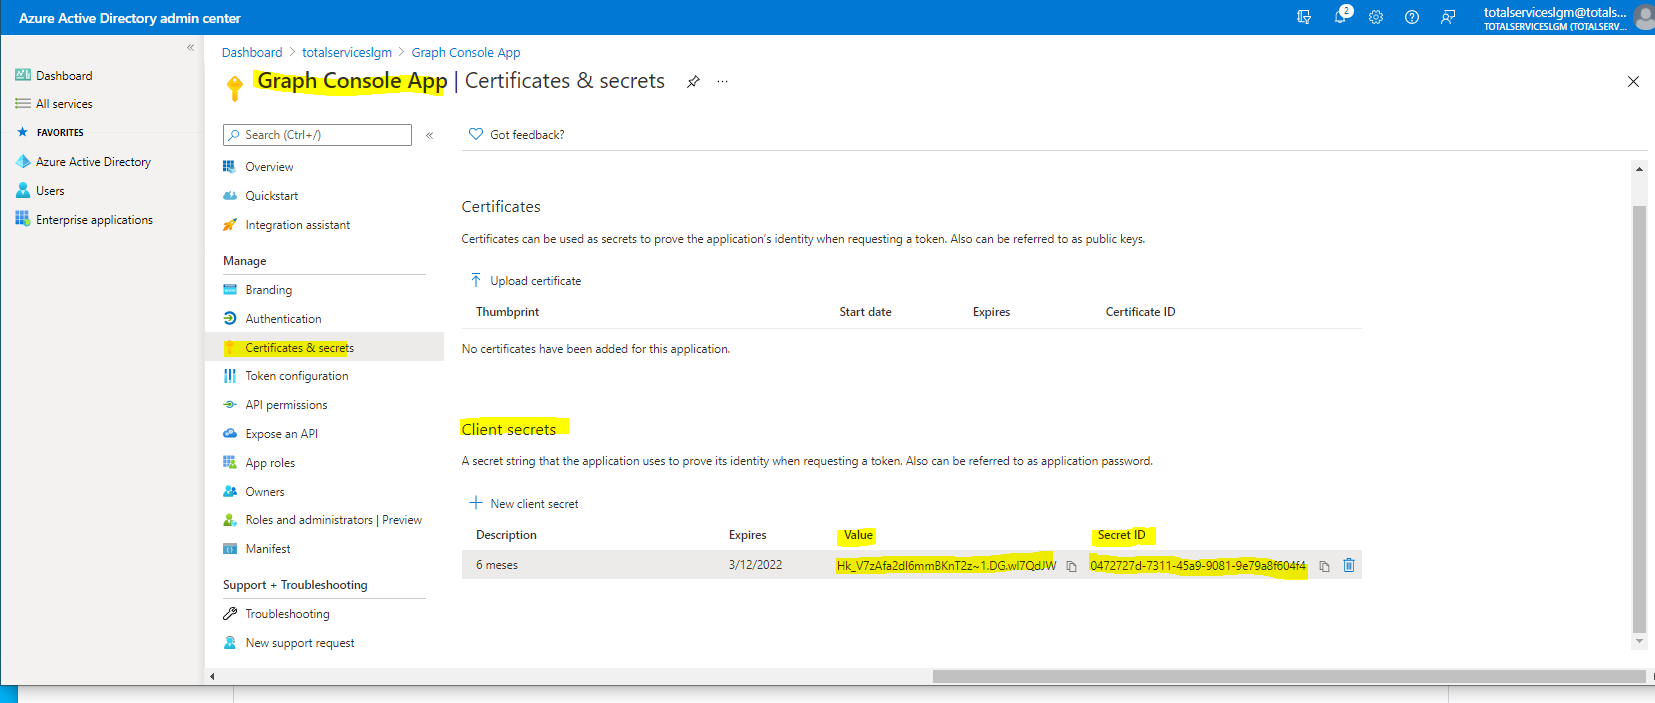 Azure Active Directory admin center
2
totalserviceslgm@totals...
TOTALSERVICESLGM (TOTALSERV...
«
Dashboard
All services
FAVORITES
Azure Active Directory
Users
Enterprise applications
Dashboard > totalserviceslgm > Graph Console App
Graph Console App | Certificates & secrets
...
Search (Ctrl+/)
«
Overview
Quickstart
Integration assistant
Manage
Branding
Authentication
Certificates & secrets
Token configuration
API permissions
Expose an API
App roles
Owners
Roles and administrators | Preview
Manifest
Support + Troubleshooting
Troubleshooting
New support request
Got feedback?
Certificates
Certificates can be used as secrets to prove the application's identity when requesting a token. Also can be referred to as public keys.
Upload certificate
Thumbprint Start date Expires Certificate ID
No certificates have been added for this application.
Client secrets
A secret string that the application uses to prove its identity when requesting a token. Also can be referred to as application password.
New client secret
Description Expires Value Secret ID
6 meses 3/12/2022 Hk_V7zAfa2dI6mmBKnT2z~1.DG.wI7QdJW 0472727d-7311-45a9-9081-9e79a8f604f4